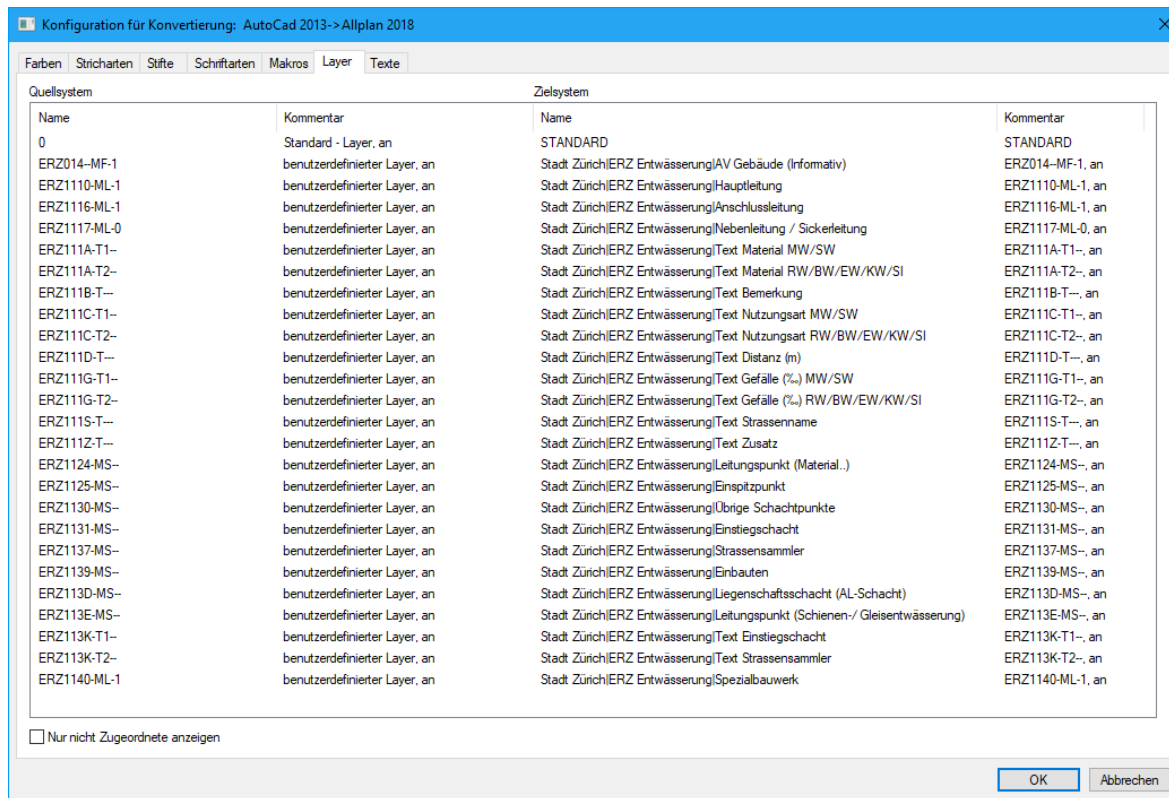 Konfiguration für Konvertierung: AutoCad 2013->Allplan 2018
Farben Stricharten Stifte Schriftarten Makros Layer Texte
Quellsystem Zielsystem
Name Kommentar Name Kommentar
0 Standard - Layer, an STANDARD STANDARD
ERZ014--MF-1 benutzerdefinierter Layer, an Stadt Zürich|ERZ Entwässerung|AV Gebäude (Informativ) ERZ014--MF-1, an
ERZ1110-ML-1 benutzerdefinierter Layer, an Stadt Zürich|ERZ Entwässerung|Hauptleitung ERZ1110-ML-1, an
ERZ1116-ML-1 benutzerdefinierter Layer, an Stadt Zürich|ERZ Entwässerung|Anschlussleitung ERZ1116-ML-1, an
ERZ1117-ML-0 benutzerdefinierter Layer, an Stadt Zürich|ERZ Entwässerung|Nebenleitung / Sickerleitung ERZ1117-ML-0, an
ERZ111A-T1-- benutzerdefinierter Layer, an Stadt Zürich|ERZ Entwässerung|Text Material MW/SW ERZ111A-T1--, an
ERZ111A-T2-- benutzerdefinierter Layer, an Stadt Zürich|ERZ Entwässerung|Text Material RW/BW/EW/KW/SI ERZ111A-T2--, an
ERZ111B-T--- benutzerdefinierter Layer, an Stadt Zürich|ERZ Entwässerung|Text Bemerkung ERZ111B-T---, an
ERZ111C-T1-- benutzerdefinierter Layer, an Stadt Zürich|ERZ Entwässerung|Text Nutzungsart MW/SW ERZ111C-T1--, an
ERZ111C-T2-- benutzerdefinierter Layer, an Stadt Zürich|ERZ Entwässerung|Text Nutzungsart RW/BW/EW/KW/SI ERZ111C-T2--, an
ERZ111D-T--- benutzerdefinierter Layer, an Stadt Zürich|ERZ Entwässerung|Text Distanz (m) ERZ111D-T---, an
ERZ111G-T1-- benutzerdefinierter Layer, an Stadt Zürich|ERZ Entwässerung|Text Gefälle (‰) MW/SW ERZ111G-T1--, an
ERZ111G-T2-- benutzerdefinierter Layer, an Stadt Zürich|ERZ Entwässerung|Text Gefälle (‰) RW/BW/EW/KW/SI ERZ111G-T2--, an
ERZ111S-T--- benutzerdefinierter Layer, an Stadt Zürich|ERZ Entwässerung|Text Strassenname ERZ111S-T---, an
ERZ111Z-T--- benutzerdefinierter Layer, an Stadt Zürich|ERZ Entwässerung|Text Zusatz ERZ111Z-T---, an
ERZ1124-MS-- benutzerdefinierter Layer, an Stadt Zürich|ERZ Entwässerung|Leitungspunkt (Material..) ERZ1124-MS--, an
ERZ1125-MS-- benutzerdefinierter Layer, an Stadt Zürich|ERZ Entwässerung|Einspitzpunkt ERZ1125-MS--, an
ERZ1130-MS-- benutzerdefinierter Layer, an Stadt Zürich|ERZ Entwässerung|Übrige Schachtpunkte ERZ1130-MS--, an
ERZ1131-MS-- benutzerdefinierter Layer, an Stadt Zürich|ERZ Entwässerung|Einstiegschacht ERZ1131-MS--, an
ERZ1137-MS-- benutzerdefinierter Layer, an Stadt Zürich|ERZ Entwässerung|Strassensammler ERZ1137-MS--, an
ERZ1139-MS-- benutzerdefinierter Layer, an Stadt Zürich|ERZ Entwässerung|Einbauten ERZ1139-MS--, an
ERZ113D-MS-- benutzerdefinierter Layer, an Stadt Zürich|ERZ Entwässerung|Liegenschaftsschacht (AL-Schacht) ERZ113D-MS--, an
ERZ113E-MS-- benutzerdefinierter Layer, an Stadt Zürich|ERZ Entwässerung|Leitungspunkt (Schienen-/ Gleisentwässerung) ERZ113E-MS--, an
ERZ113K-T1-- benutzerdefinierter Layer, an Stadt Zürich|ERZ Entwässerung|Text Einstiegschacht ERZ113K-T1--, an
ERZ113K-T2-- benutzerdefinierter Layer, an Stadt Zürich|ERZ Entwässerung|Text Strassensammler ERZ113K-T2--, an
ERZ1140-ML-1 benutzerdefinierter Layer, an Stadt Zürich|ERZ Entwässerung|Spezialbauwerk ERZ1140-ML-1, an
Nur nicht Zugeordnete anzeigen
OK Abbrechen